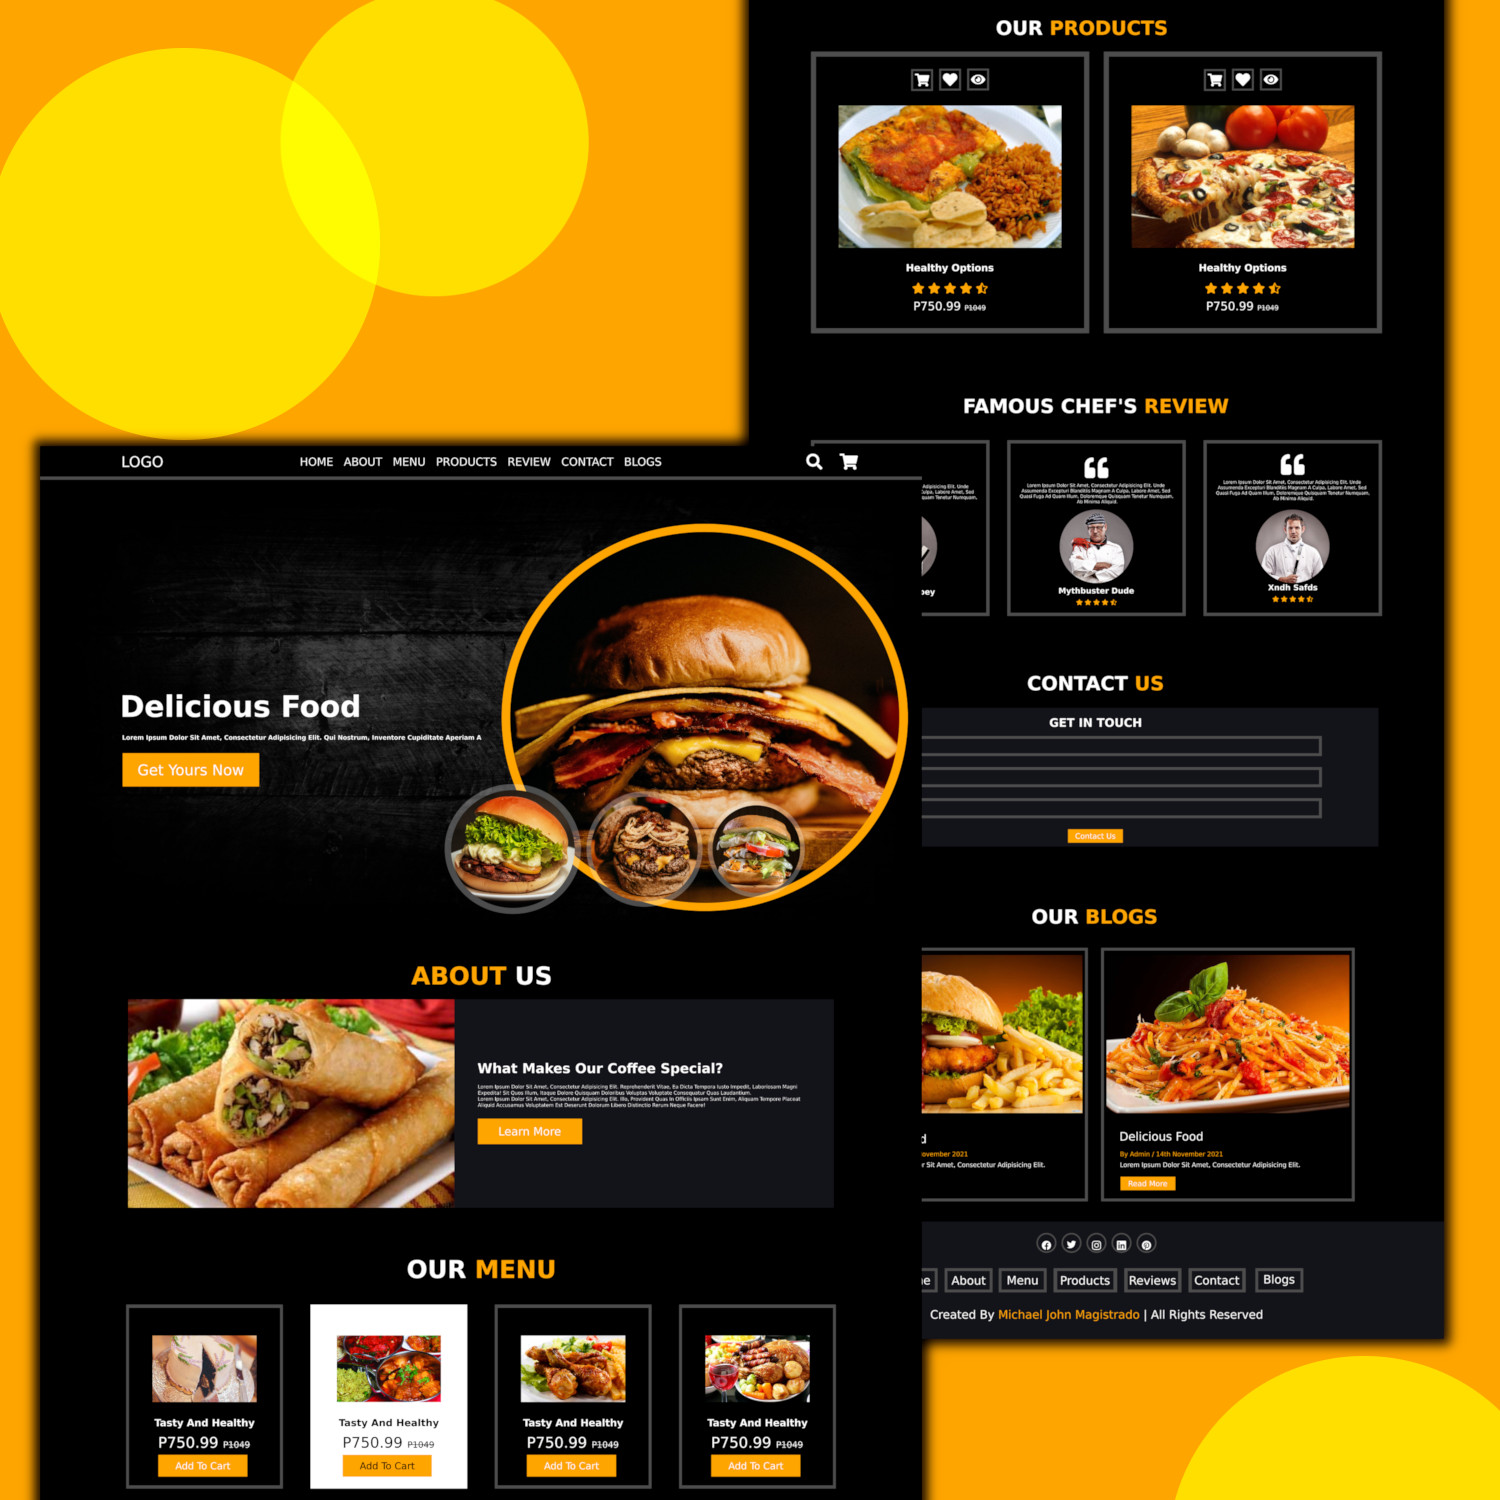 LOGO
HOME ABOUT MENU PRODUCTS REVIEW CONTACT BLOGS
Delicious Food
Lorem Ipsum Dolor Sit Amet, Consectetur Adipisicing Elit. Qui Nostrum, Inventore Cupiditate Aperiam A
Get Yours Now
ABOUT US
What Makes Our Coffee Special?
Lorem Ipsum Dolor Sit Amet, Consectetur Adipisicing Elit. Reprehenderit Vitae, Ea Dicta Tempora Iusto Impedit, Laboriosam Magni
Expedita! Sit Quos Illum, Itaque Dolore Quisquam Doloribus Voluptas Voluptate Consequatur Quas Laudantium.
Lorem Ipsum Dolor Sit Amet, Consectetur Adipisicing Elit. Illo, Provident Quas In Officiis Ipsum Sunt Enim, Aliquam Tempore Placeat
Aliquid Accusamus Voluptatem Est Deserunt Dolorum Libero Distinctio Rerum Neque Facere!
Learn More
OUR MENU
Tasty And Healthy
P750.99 P1049
Add To Cart
Tasty And Healthy
P750.99 P1049
Add To Cart
Tasty And Healthy
P750.99 P1049
Add To Cart
Tasty And Healthy
P750.99 P1049
Add To Cart
OUR PRODUCTS
Healthy Options
P750.99 P1049
Healthy Options
P750.99 P1049
FAMOUS CHEF'S REVIEW
Adipisicing Elit. Unde
Culpa, Labore Amet, Sed
Tenetur Numquam,
Lorem Ipsum Dolor Sit Amet, Consectetur Adipisicing Elit. Unde
Assumenda Excepturi Blanditiis Magnam A Culpa, Labore Amet, Sed
Quasi Fuga Ad Quam Illum, Doloremque Quisquam Tenetur Numquam,
Ab Minima Aliquid.
Mythbuster Dude
Lorem Ipsum Dolor Sit Amet, Consectetur Adipisicing Elit. Unde
Assumenda Excepturi Blanditiis Magnam A Culpa, Labore Amet, Sed
Quasi Fuga Ad Quam Illum, Doloremque Quisquam Tenetur Numquam,
Ab Minima Aliquid.
Xndh Safds
CONTACT US
GET IN TOUCH
Contact Us
OUR BLOGS
ovember 2021
r Sit Amet, Consectetur Adipisicing Elit.
Delicious Food
By Admin / 14th November 2021
Lorem Ipsum Dolor Sit Amet, Consectetur Adipisicing Elit.
Read More
About Menu Products Reviews Contact Blogs
Created By Michael John Magistrado | All Rights Reserved